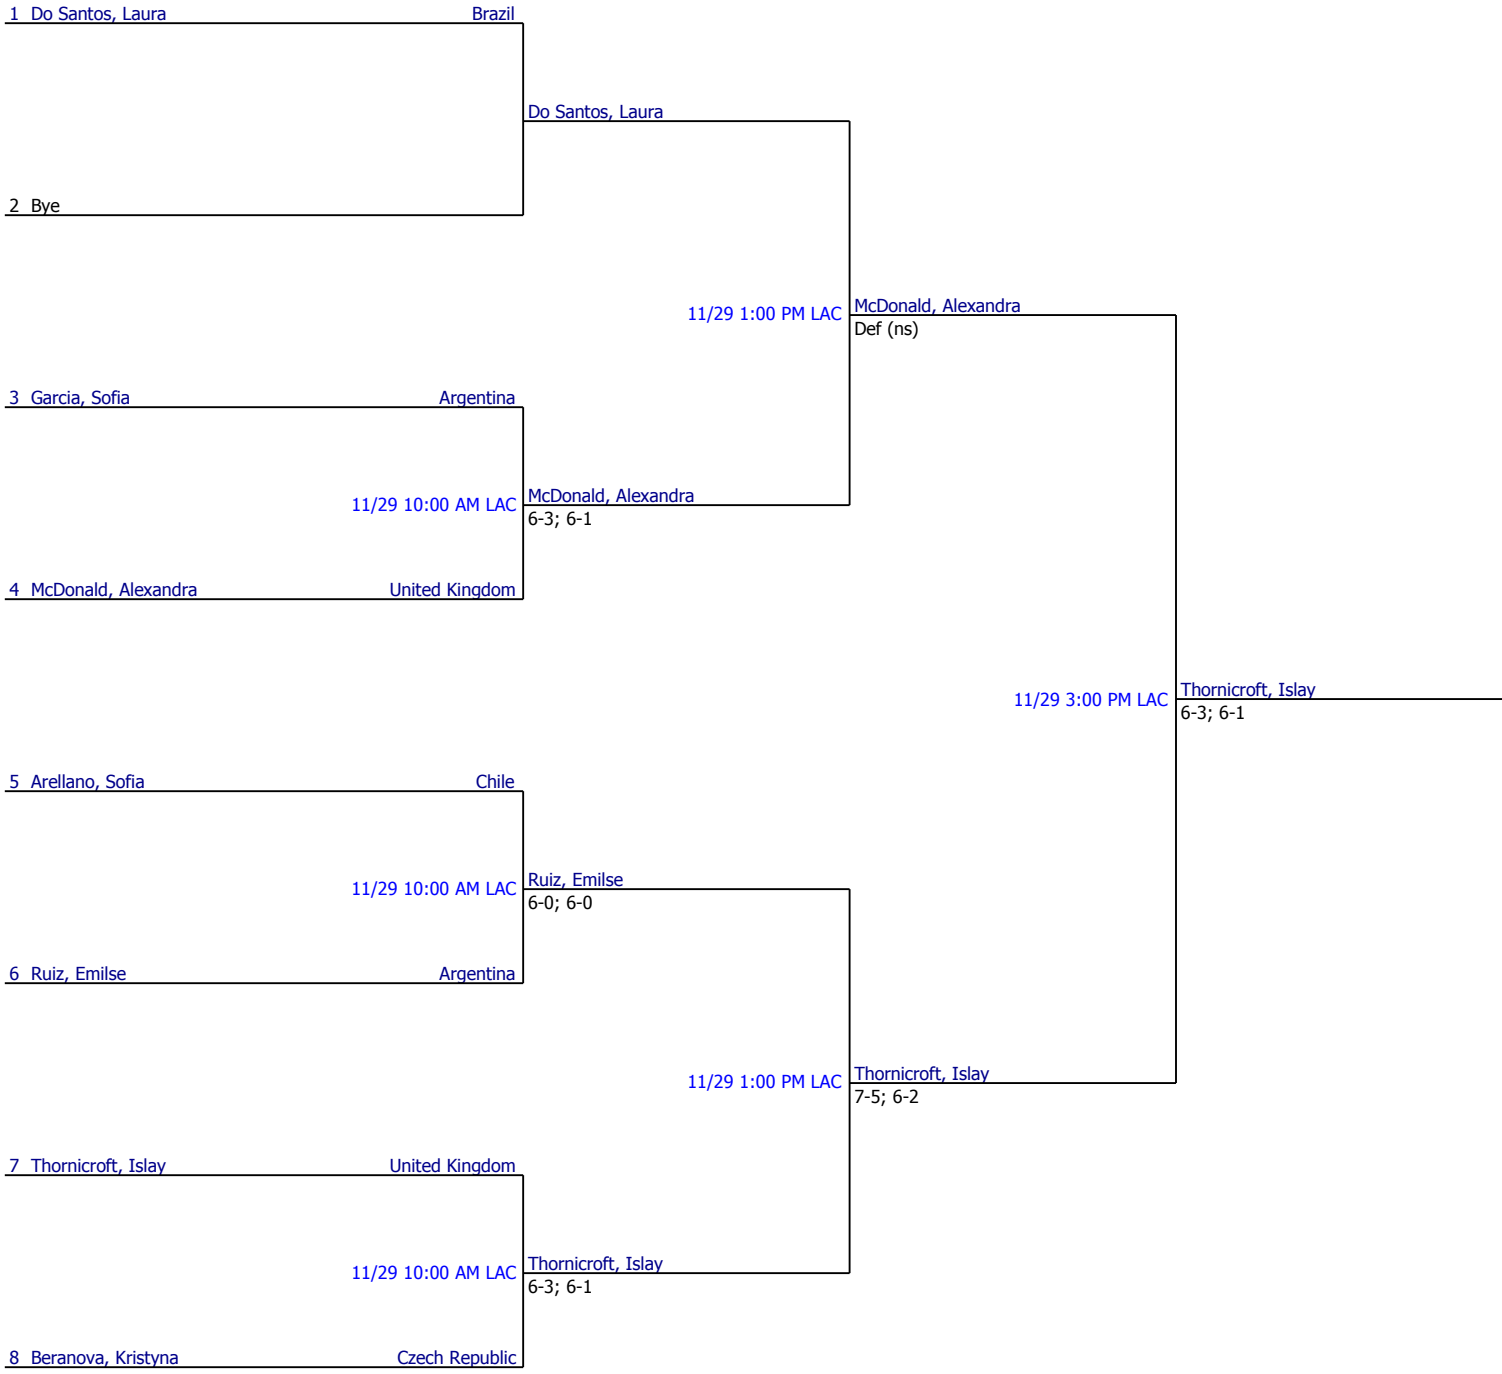 1 Do Santos, Laura Brazil
Do Santos, Laura
2 Bye
11/29 1:00 PM LAC McDonald, Alexandra
Def (ns)
3 Garcia, Sofia Argentina
11/29 10:00 AM LAC McDonald, Alexandra
6-3; 6-1
4 McDonald, Alexandra United Kingdom
11/29 3:00 PM LAC Thornicroft, Islay
6-3; 6-1
5 Arellano, Sofia Chile
11/29 10:00 AM LAC Ruiz, Emilse
6-0; 6-0
6 Ruiz, Emilse Argentina
11/29 1:00 PM LAC Thornicroft, Islay
7-5; 6-2
7 Thornicroft, Islay United Kingdom
11/29 10:00 AM LAC Thornicroft, Islay
6-3; 6-1
8 Beranova, Kristyna Czech Republic